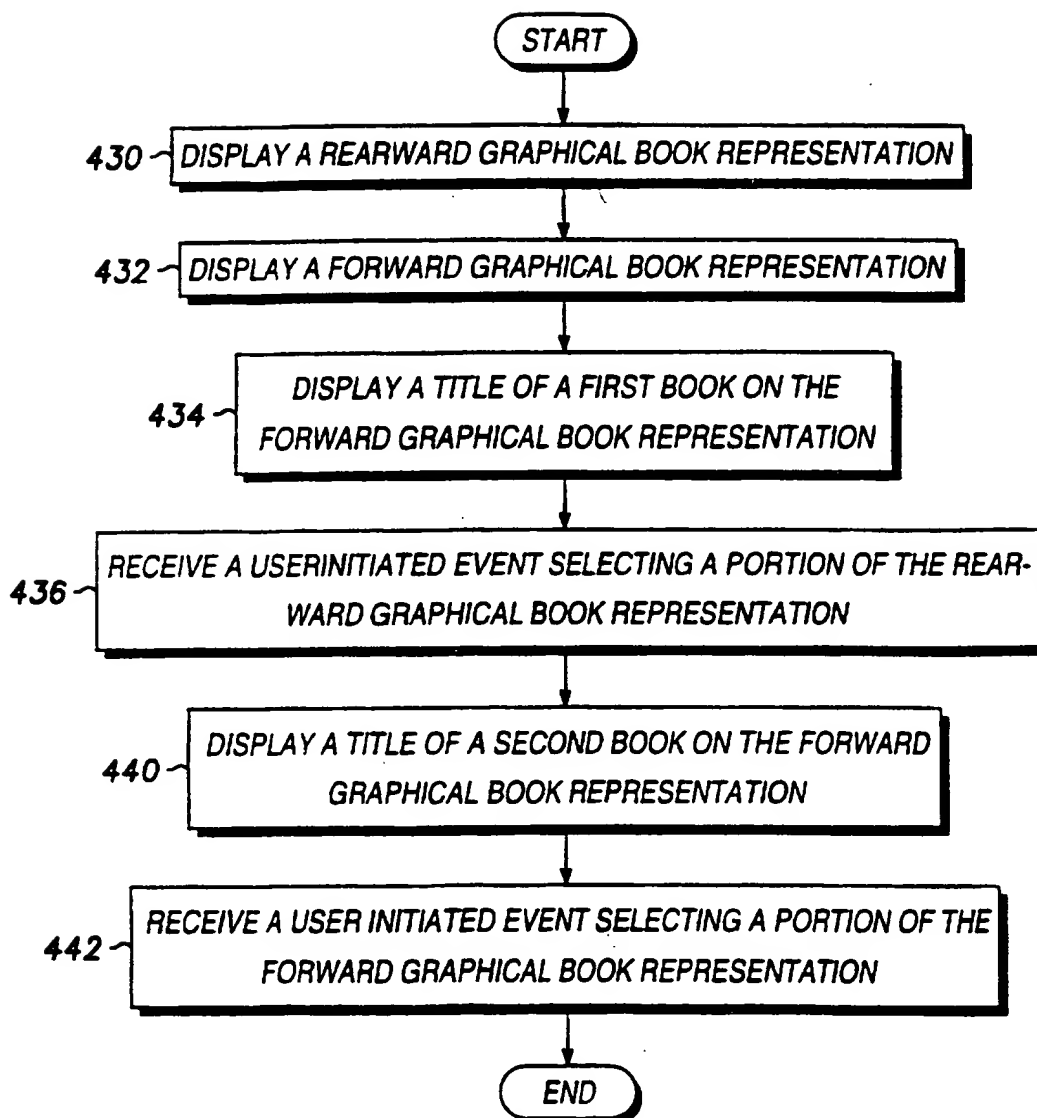 START
430 DISPLAY A REARWARD GRAPHICAL BOOK REPRESENTATION
432 DISPLAY A FORWARD GRAPHICAL BOOK REPRESENTATION
DISPLAY A TITLE OF A FIRST BOOK ON THE
434 FORWARD GRAPHICAL BOOK REPRESENTATION
RECEIVE A USERINITIATED EVENT SELECTING A PORTION OF THE REAR-
436 WARD GRAPHICAL BOOK REPRESENTATION
DISPLAY A TITLE OF A SECOND BOOK ON THE FORWARD
440 GRAPHICAL BOOK REPRESENTATION
RECEIVE A USER INITIATED EVENT SELECTING A PORTION OF THE
442 FORWARD GRAPHICAL BOOK REPRESENTATION
END